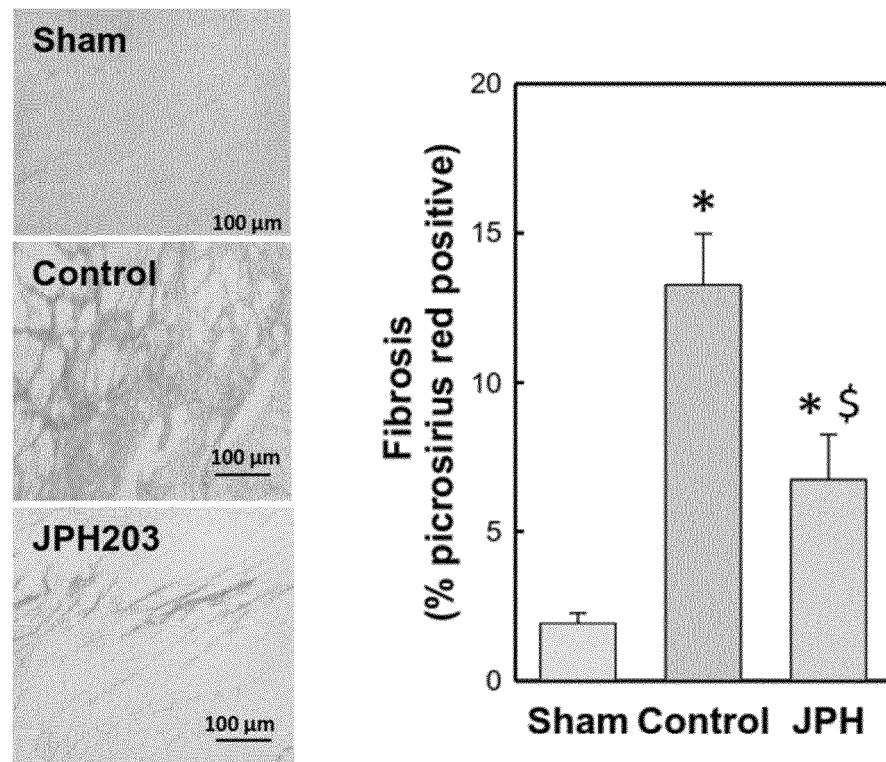 Sham
100 µm
Control
100 µm
JPH203
100 µm
Fibrosis
(% picrosirius red positive)
20
15
10
5
0
*
* $
Sham Control JPH